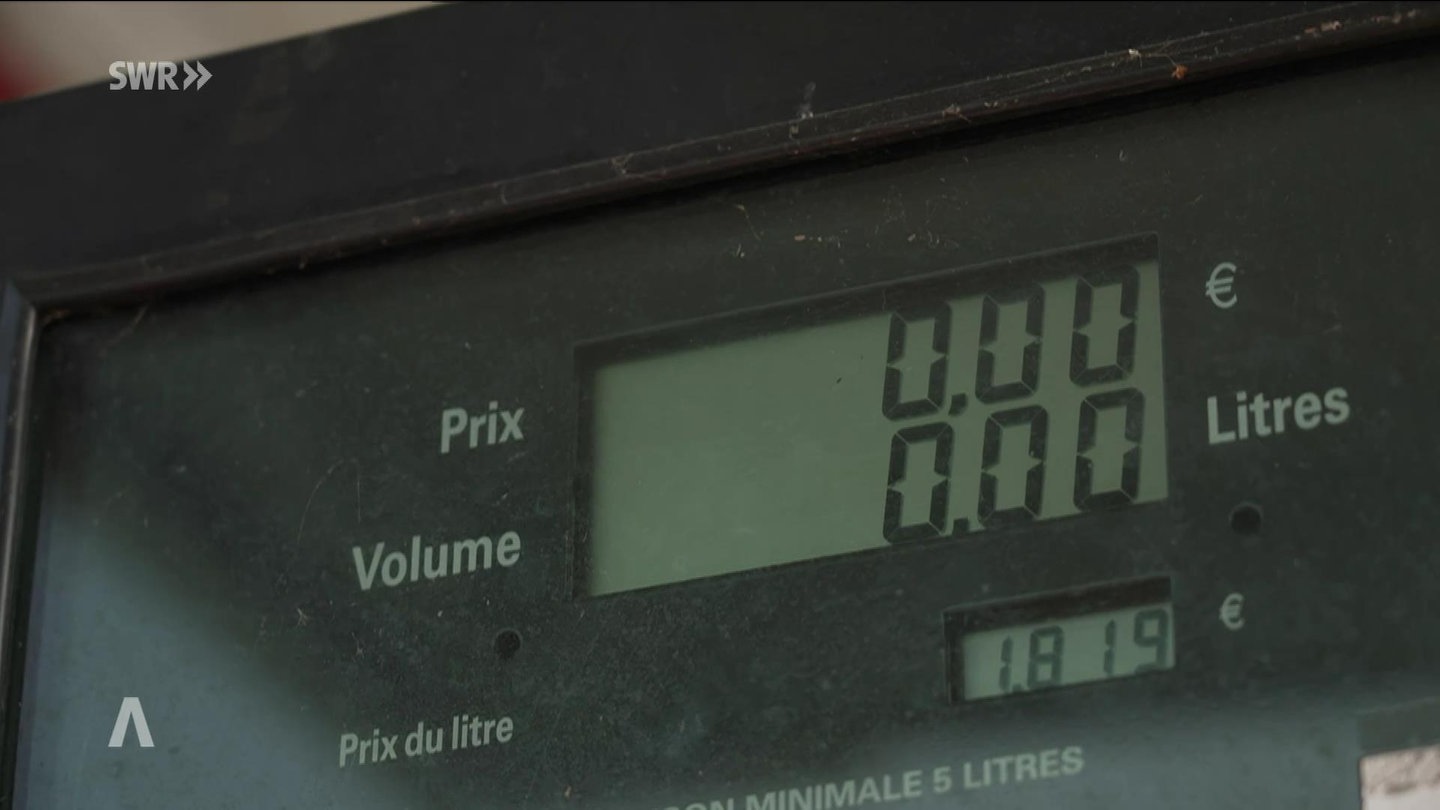 SWR
€
0.00
Prix
Litres
0.00
Volume
€
1.819
Prix du litre
MINIMALE 5 LITRES